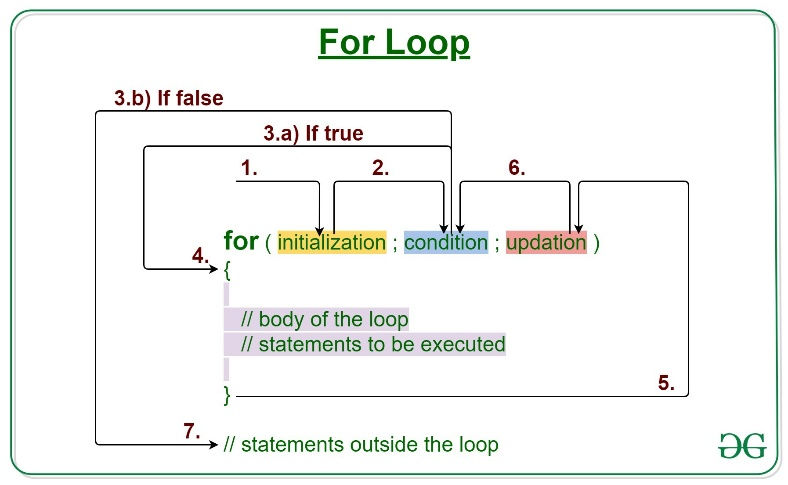 For Loop
3.b) If false
3.a) If true
1.
2.
6.
for ( initialization ; condition ; updation )
4.
{
// body of the loop
// statements to be executed
5.
}
7.
// statements outside the loop